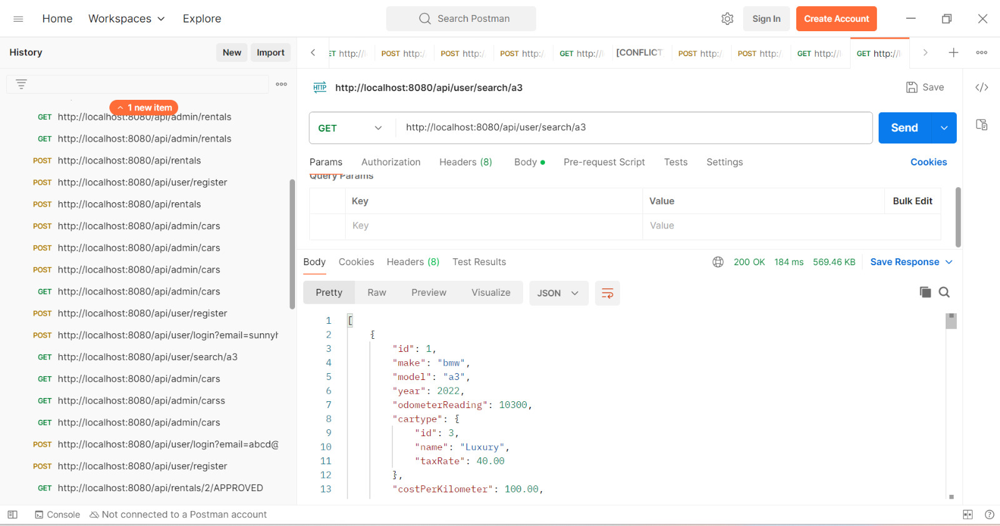 Home Workspaces Explore Search Postman Sign In Create Account
History New Import
ET http:// POST http:/ POST http:/ POST http:/ GET http:// [CONFLICT POST http:/ POST http:/ GET http:// GET http://
1 new item
GET http://localhost:8080/api/admin/rentals
GET http://localhost:8080/api/admin/rentals
POST http://localhost:8080/api/rentals
POST http://localhost:8080/api/user/register
POST http://localhost:8080/api/rentals
POST http://localhost:8080/api/admin/cars
POST http://localhost:8080/api/admin/cars
POST http://localhost:8080/api/admin/cars
GET http://localhost:8080/api/admin/cars
POST http://localhost:8080/api/user/register
POST http://localhost:8080/api/user/login?email=sunnyh
GET http://localhost:8080/api/user/search/a3
GET http://localhost:8080/api/admin/cars
GET http://localhost:8080/api/admin/carss
GET http://localhost:8080/api/admin/cars
POST http://localhost:8080/api/user/login?email=abcd@
POST http://localhost:8080/api/user/register
GET http://localhost:8080/api/rentals/2/APPROVED
HTTP http://localhost:8080/api/user/search/a3 Save
GET http://localhost:8080/api/user/search/a3 Send
Params Authorization Headers (8) Body Pre-request Script Tests Settings Cookies
Query Params
Key Value Bulk Edit
Key Value
Body Cookies Headers (8) Test Results 200 OK 184 ms 569.46 KB Save Response
Pretty Raw Preview Visualize JSON
1 [
2 {
3 "id": 1,
4 "make": "bmw",
5 "model": "a3",
6 "year": 2022,
7 "odometerReading": 10300,
8 "cartype": {
9 "id": 3,
10 "name": "Luxury",
11 "taxRate": 40.00
12 },
13 "costPerKilometer": 100.00,
Console Not connected to a Postman account